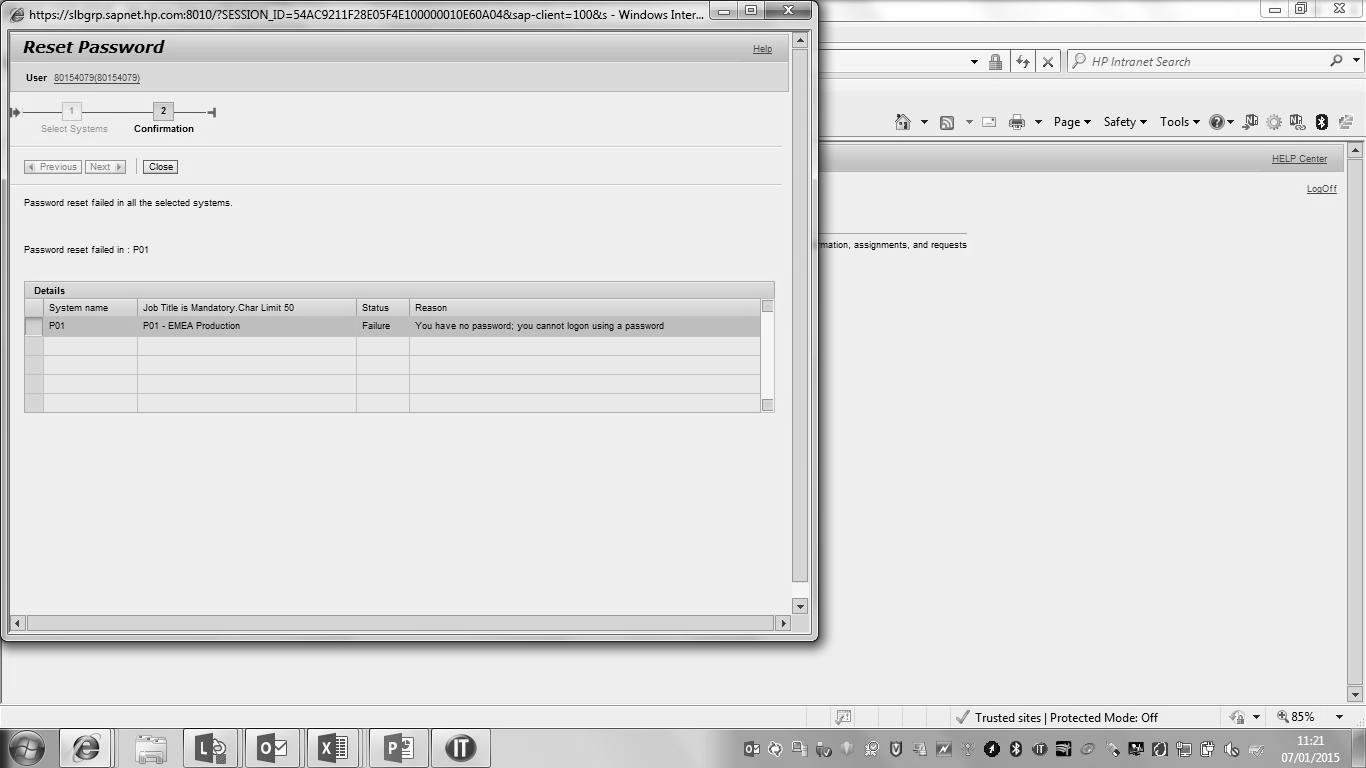 https://slbgrp.sapnet.hp.com:8010/?SESSION_ID=54AC9211F28E05F4E100000010E60A04&sap-client=100&s - Windows Inter...
Reset Password
Help
User 80154079(80154079)
1 2
Select Systems Confirmation
Previous Next Close
Password reset failed in all the selected systems.
Password reset failed in : P01
Details
System name Job Title is Mandatory.Char Limit 50 Status Reason
P01 P01 - EMEA Production Failure You have no password; you cannot logon using a password
HP Intranet Search
Page Safety Tools
HELP Center
LogOff
rmation, assignments, and requests
Trusted sites | Protected Mode: Off
85%
11:21
07/01/2015